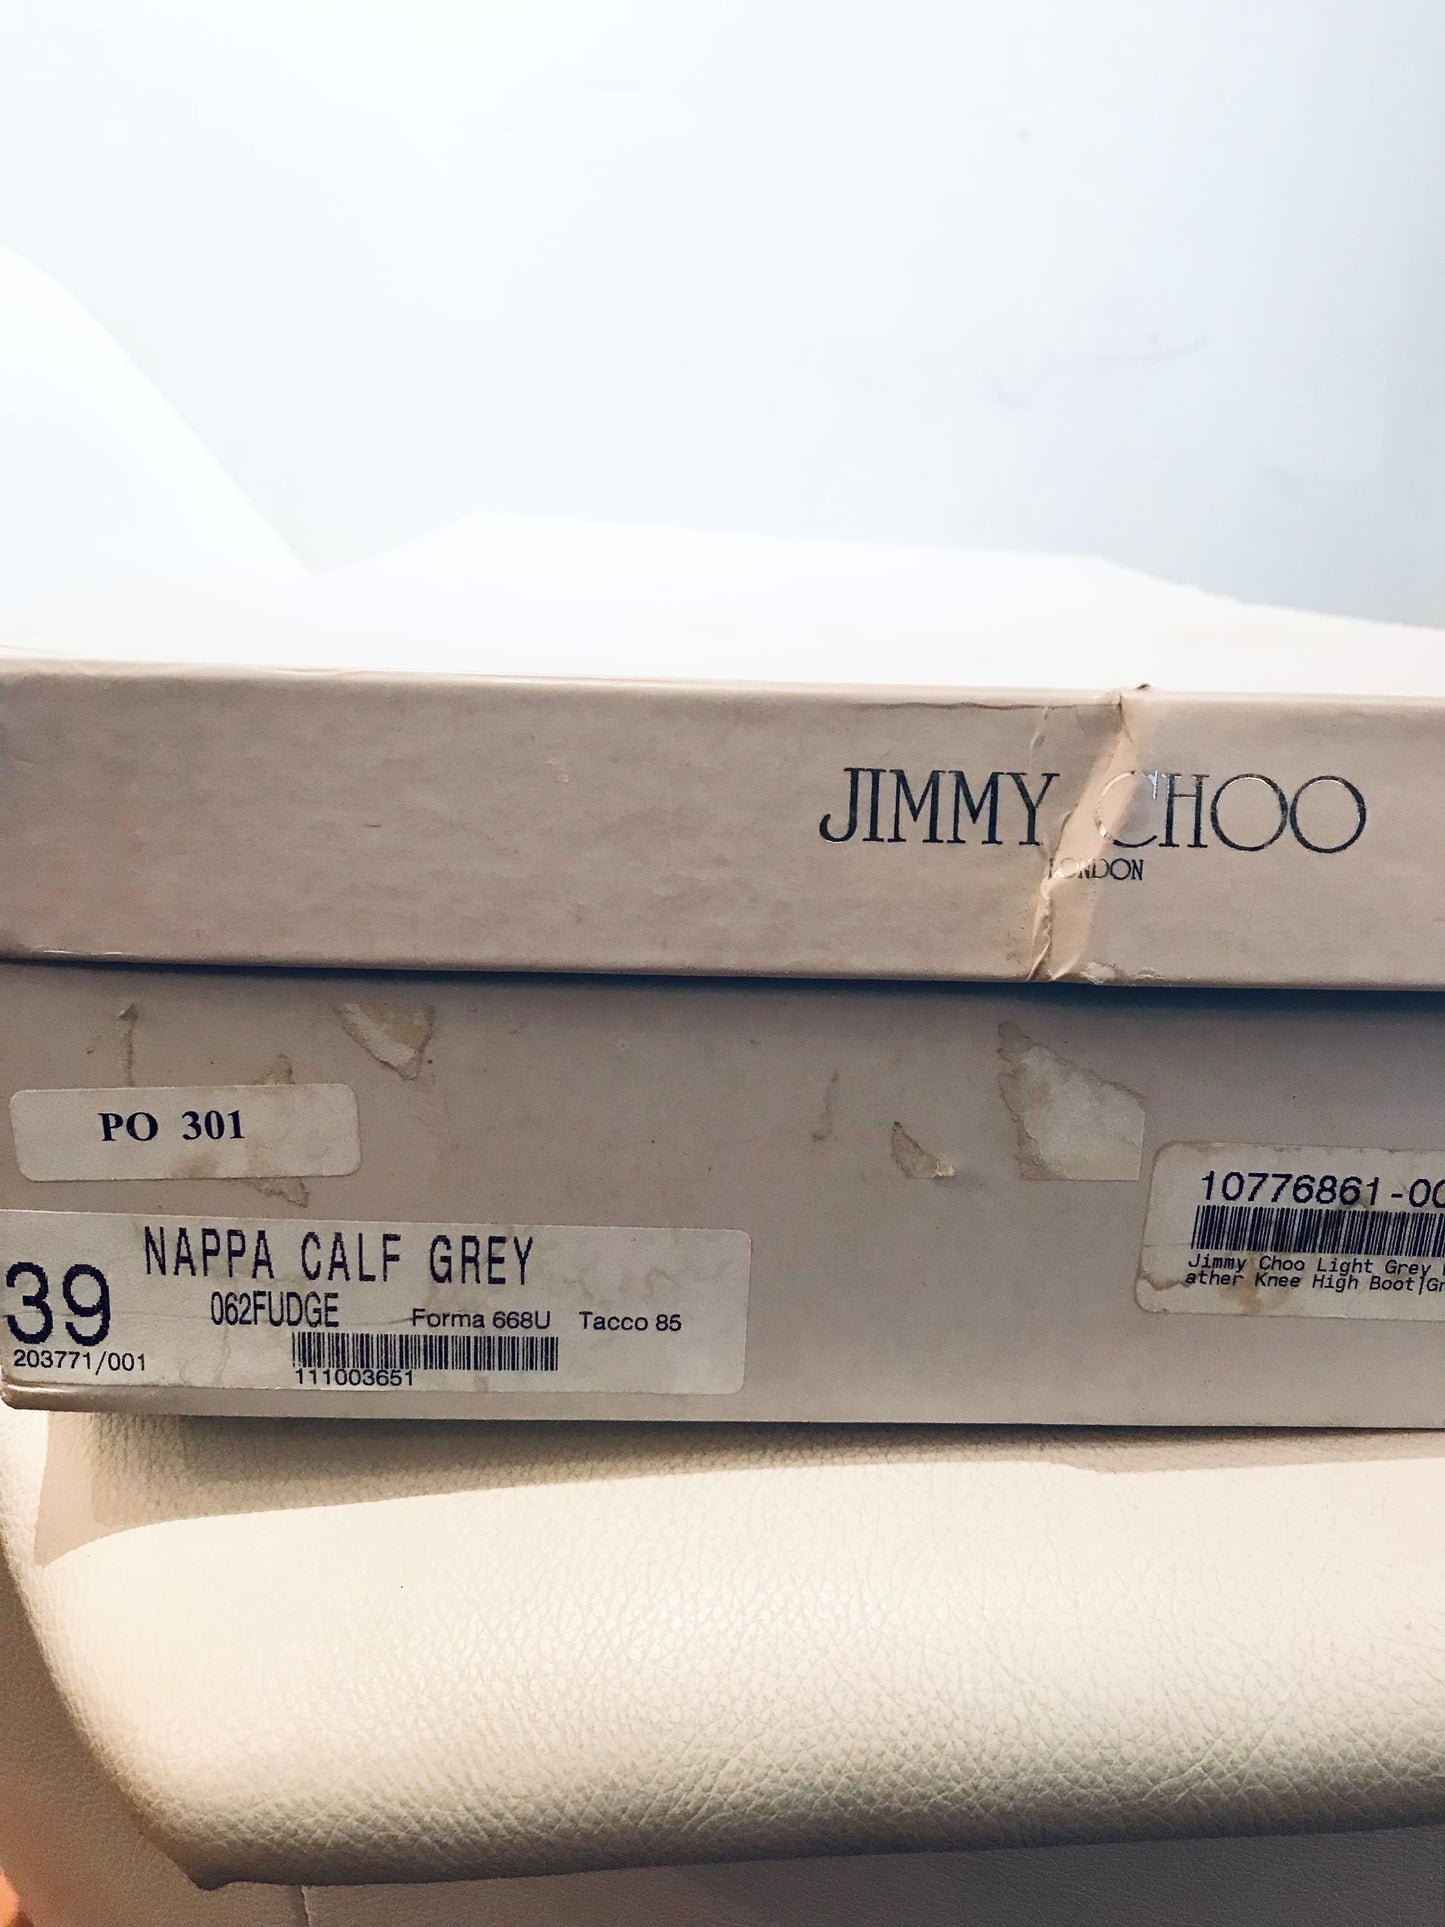 JIMMY CHOO
LONDON
PO 301
NAPPA CALF GREY
39
062FUDGE Forma 668U Tacco 85
203771/001
111003651
10776861-00
Jimmy Choo Light Grey
ather Knee High Boot|Gr